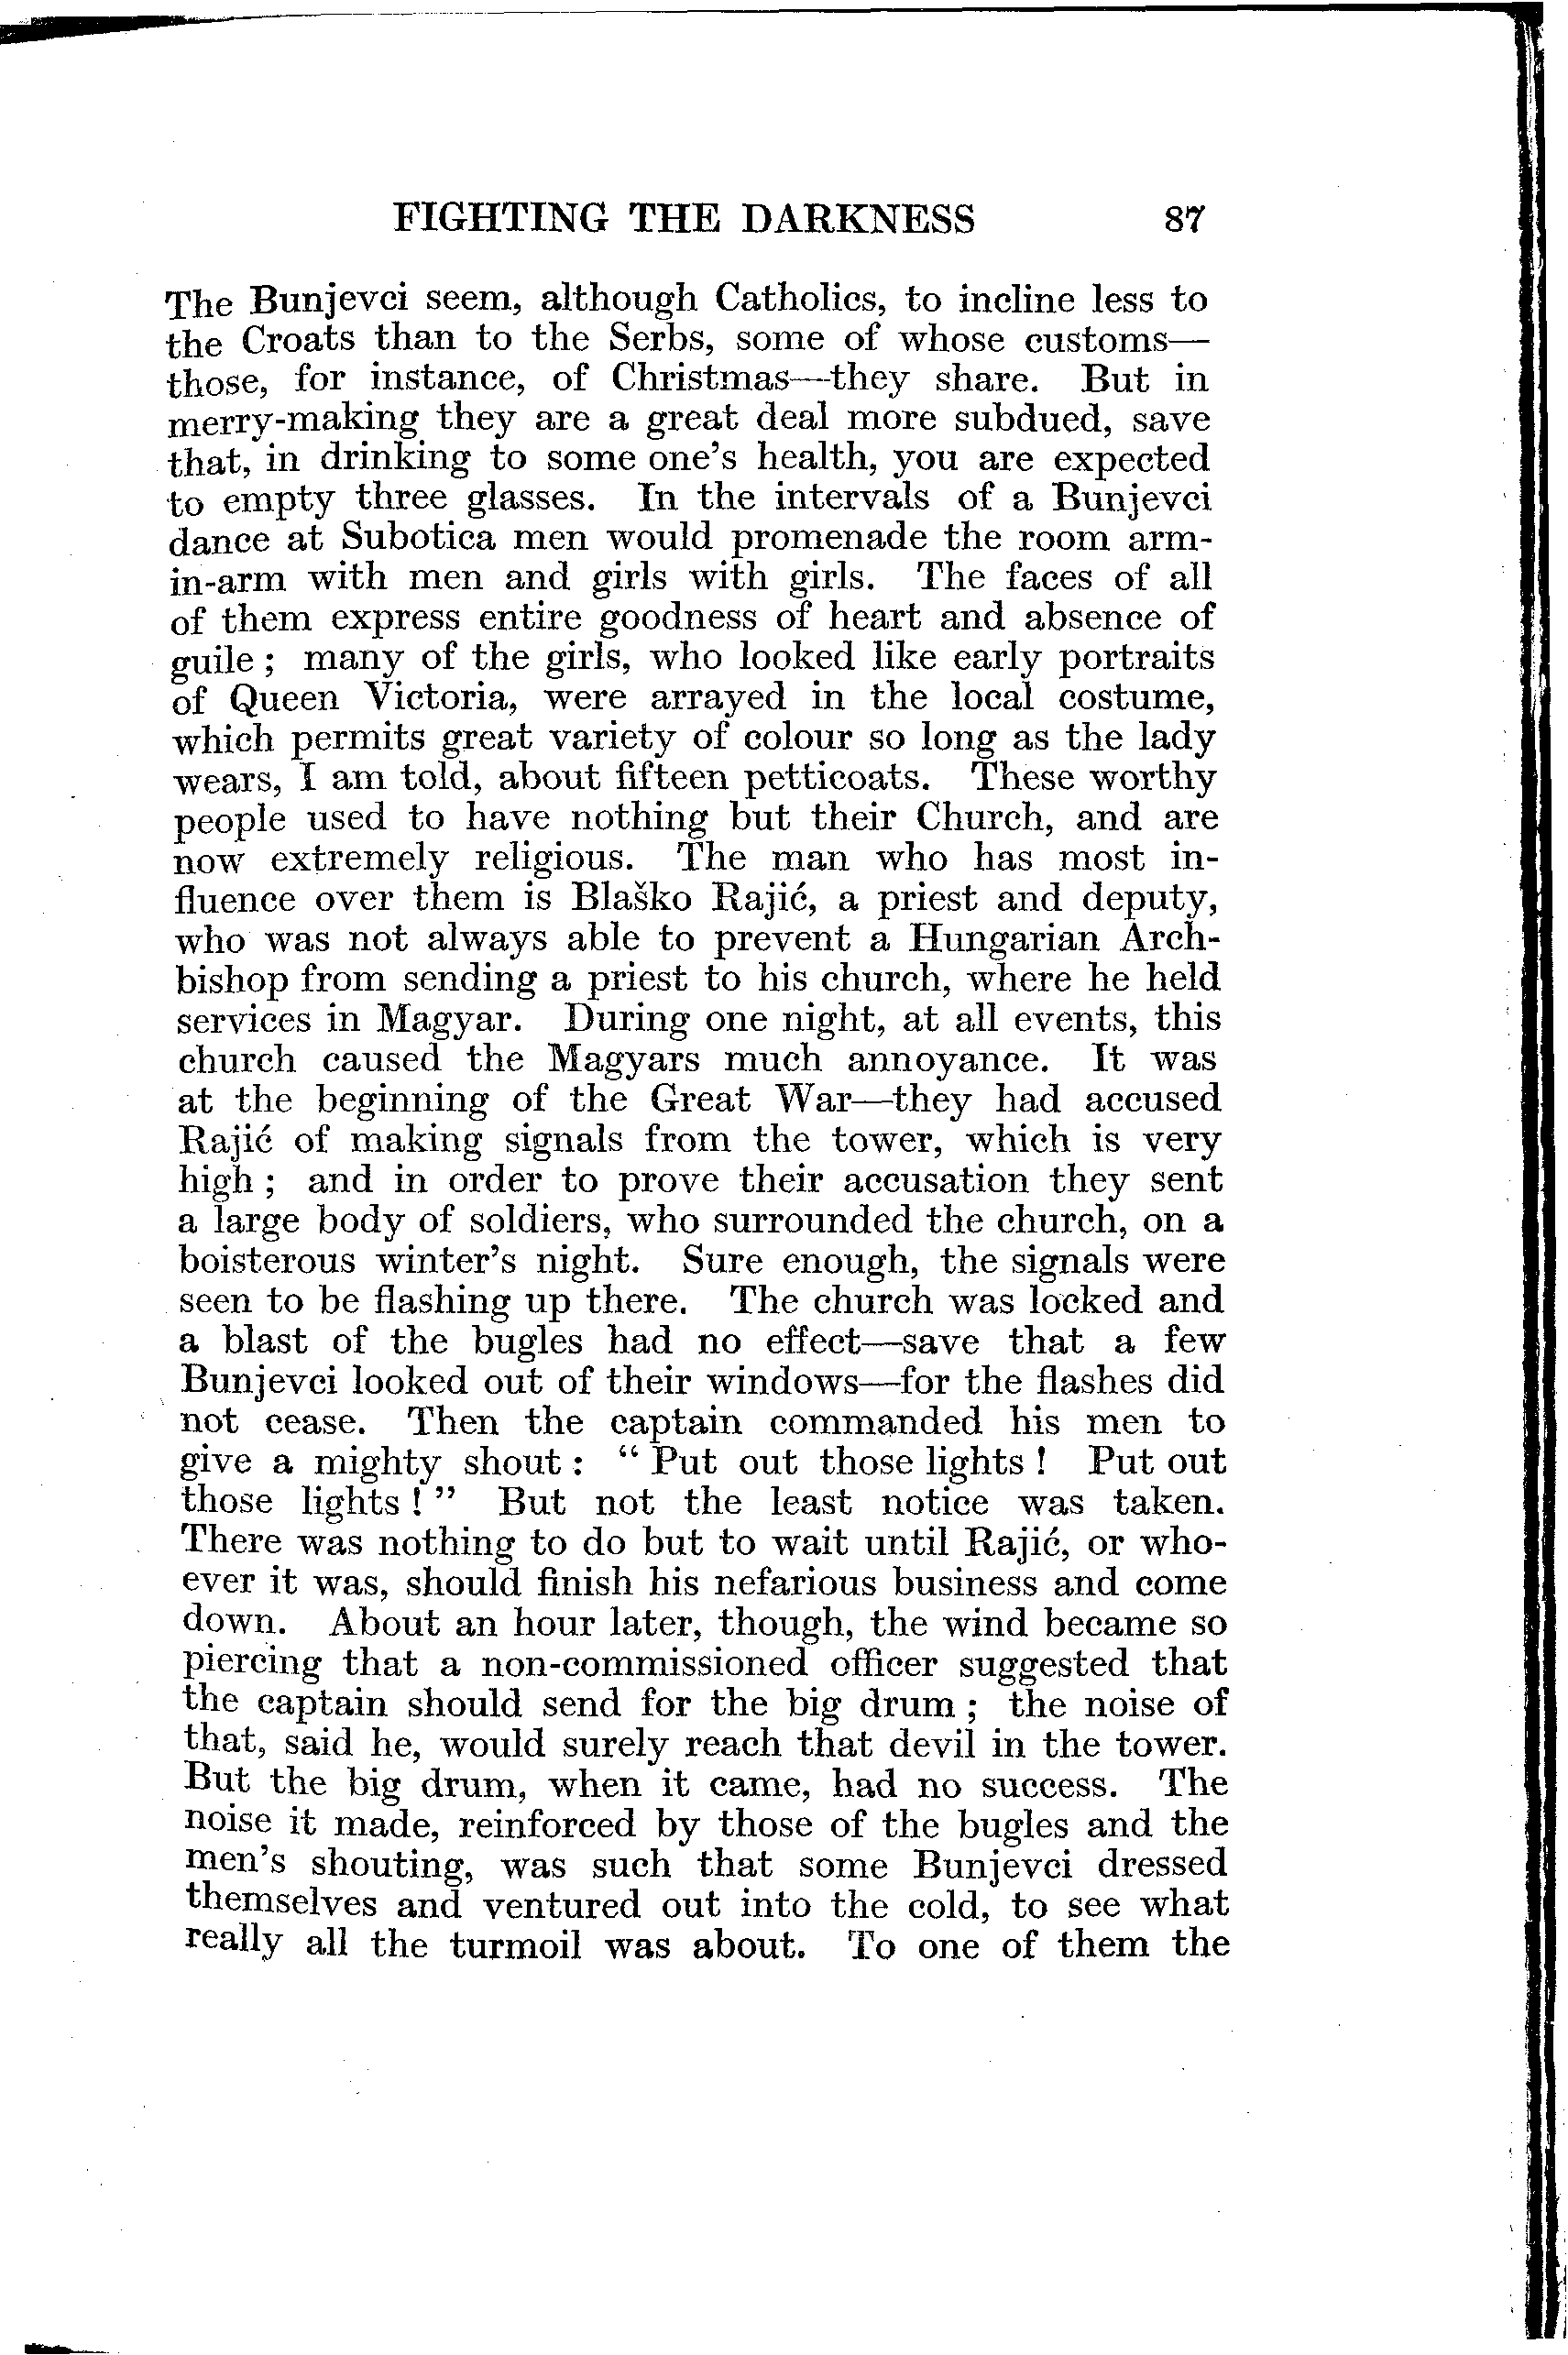 FIGHTING THE DARKNESS 87
The Bunjevci seem, although Catholics, to incline less to
the Croats than to the Serbs, some of whose customs—
those, for instance, of Christmas—they share. But in
merry-making they are a great deal more subdued, save
that, in drinking to some one's health, you are expected
to empty three glasses. In the intervals of a Bunjevci
dance at Subotica men would promenade the room arm-
in-arm with men and girls with girls. The faces of all
of them express entire goodness of heart and absence of
guile ; many of the girls, who looked like early portraits
of Queen Victoria, were arrayed in the local costume,
which permits great variety of colour so long as the lady
wears, I am told, about fifteen petticoats. These worthy
people used to have nothing but their Church, and are
now extremely religious. The man who has most in-
fluence over them is Blaško Rajić, a priest and deputy,
who was not always able to prevent a Hungarian Arch-
bishop from sending a priest to his church, where he held
services in Magyar. During one night, at all events, this
church caused the Magyars much annoyance. It was
at the beginning of the Great War—they had accused
Rajić of making signals from the tower, which is very
high ; and in order to prove their accusation they sent
a large body of soldiers, who surrounded the church, on a
boisterous winter's night. Sure enough, the signals were
seen to be flashing up there. The church was locked and
a blast of the bugles had no effect—save that a few
Bunjevci looked out of their windows—for the flashes did
not cease. Then the captain commanded his men to
give a mighty shout : “ Put out those lights ! Put out
those lights ! ” But not the least notice was taken.
There was nothing to do but to wait until Rajić, or who-
ever it was, should finish his nefarious business and come
down. About an hour later, though, the wind became so
piercing that a non-commissioned officer suggested that
the captain should send for the big drum ; the noise of
that, said he, would surely reach that devil in the tower.
But the big drum, when it came, had no success. The
noise it made, reinforced by those of the bugles and the
men's shouting, was such that some Bunjevci dressed
themselves and ventured out into the cold, to see what
really all the turmoil was about. To one of them the